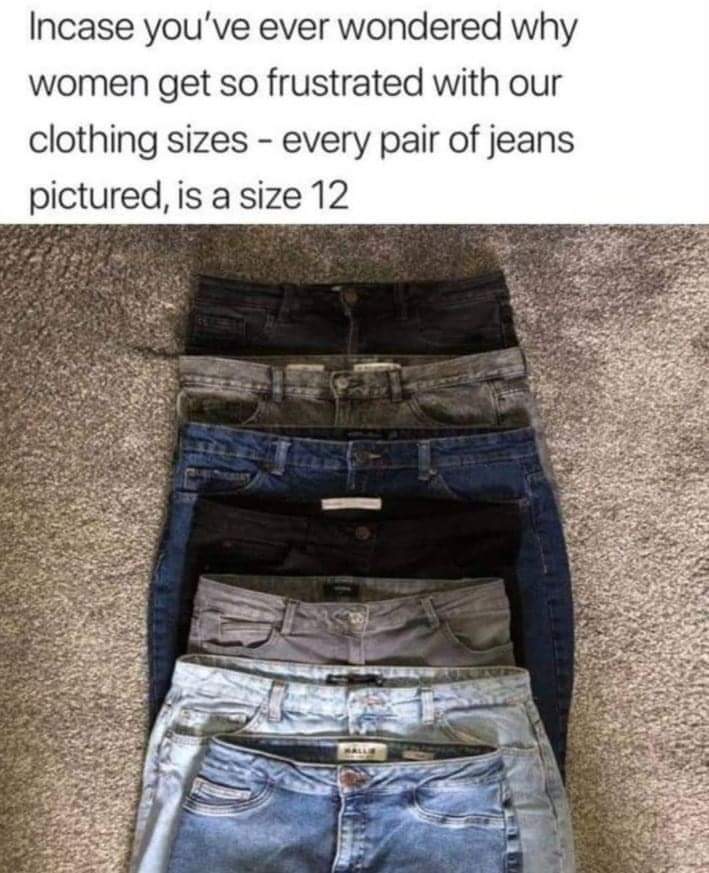 Incase you've ever wondered why
women get so frustrated with our
clothing sizes - every pair of jeans
pictured, is a size 12